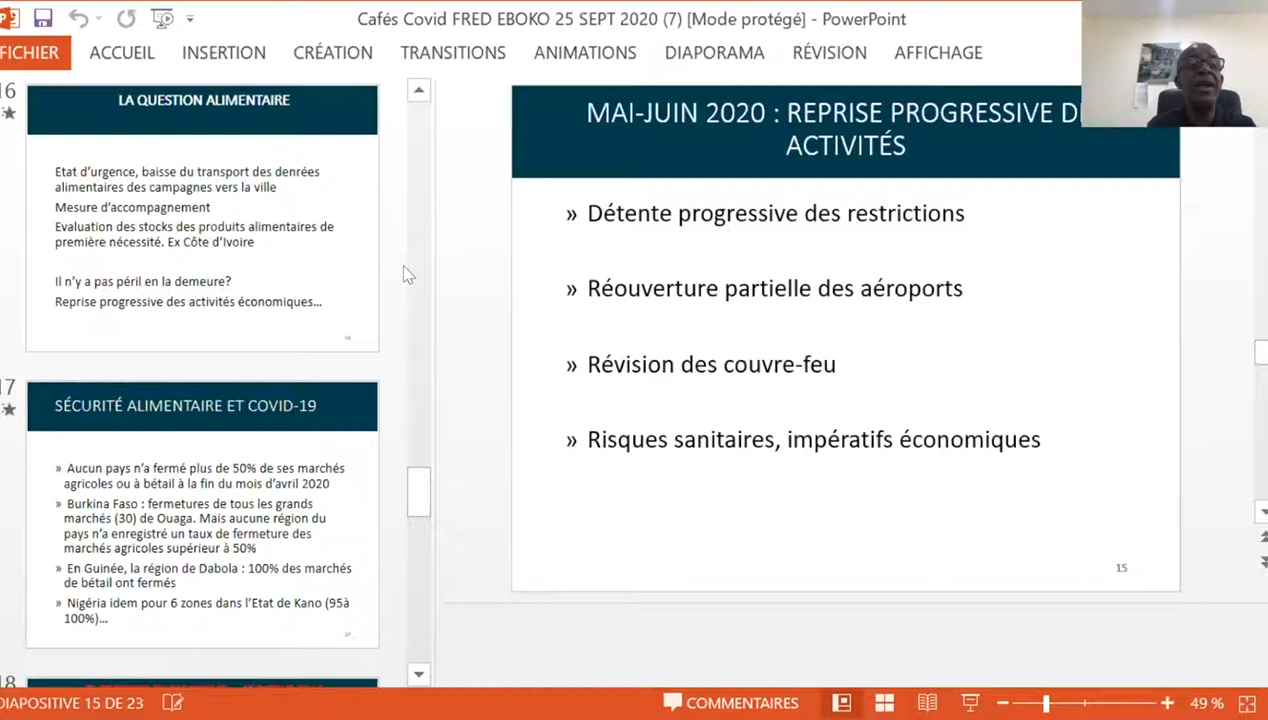 Cafés Covid FRED EBOKO 25 SEPT 2020 (7) [Mode protégé] - PowerPoint
FICHIER
ACCUEIL
INSERTION
CRÉATION
TRANSITIONS
ANIMATIONS
DIAPORAMA
RÉVISION
AFFICHAGE
16
LA QUESTION ALIMENTAIRE
Etat d’urgence, baisse du transport des denrées
alimentaires des campagnes vers la ville
Mesure d’accompagnement
Evaluation des stocks des produits alimentaires de
première nécessité. Ex Côte d’Ivoire
Il n’y a pas péril en la demeure?
Reprise progressive des activités économiques...
17
SÉCURITÉ ALIMENTAIRE ET COVID-19
» Aucun pays n’a fermé plus de 50% de ses marchés
agricoles ou à bétail à la fin du mois d’avril 2020
» Burkina Faso : fermetures de tous les grands
marchés (30) de Ouaga. Mais aucune région du
pays n’a enregistré un taux de fermeture des
marchés agricoles supérieur à 50%
» En Guinée, la région de Dabola : 100% des marchés
de bétail ont fermés
» Nigéria idem pour 6 zones dans l’Etat de Kano (95à
100%)...
18
MAI-JUIN 2020 : REPRISE PROGRESSIVE
ACTIVITÉS
» Détente progressive des restrictions
» Réouverture partielle des aéroports
» Révision des couvre-feu
» Risques sanitaires, impératifs économiques
15
DIAPOSITIVE 15 DE 23
COMMENTAIRES
49 %